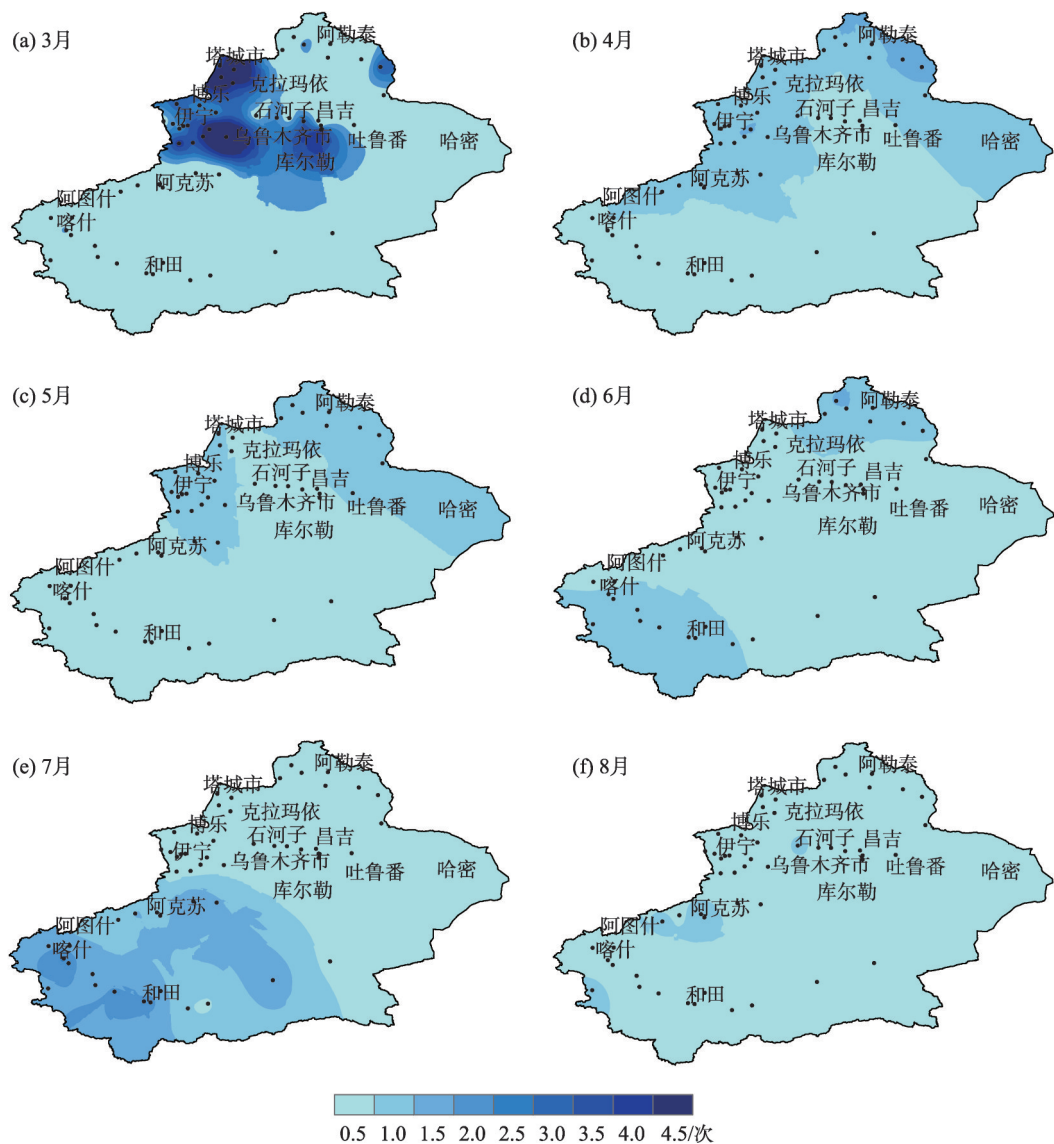 (a) 3月
阿勒泰
塔城市
克拉玛依
博乐
石河子 昌吉
伊宁
乌鲁木齐市 吐鲁番 哈密
库尔勒
阿克苏
阿图什
喀什
和田
(b) 4月
阿勒泰
塔城市
克拉玛依
博乐
石河子 昌吉
伊宁
乌鲁木齐市 吐鲁番 哈密
库尔勒
阿克苏
阿图什
喀什
和田
(c) 5月
阿勒泰
塔城市
克拉玛依
博乐
石河子 昌吉
伊宁
乌鲁木齐市 吐鲁番 哈密
库尔勒
阿克苏
阿图什
喀什
和田
(d) 6月
阿勒泰
塔城市
克拉玛依
博乐
石河子 昌吉
伊宁
乌鲁木齐市 吐鲁番 哈密
库尔勒
阿克苏
阿图什
喀什
和田
(e) 7月
阿勒泰
塔城市
克拉玛依
博乐
石河子 昌吉
伊宁
乌鲁木齐市 吐鲁番 哈密
库尔勒
阿克苏
阿图什
喀什
和田
(f) 8月
阿勒泰
塔城市
克拉玛依
博乐
石河子 昌吉
伊宁
乌鲁木齐市 吐鲁番 哈密
库尔勒
阿克苏
阿图什
喀什
和田
0.5 1.0 1.5 2.0 2.5 3.0 3.5 4.0 4.5/次